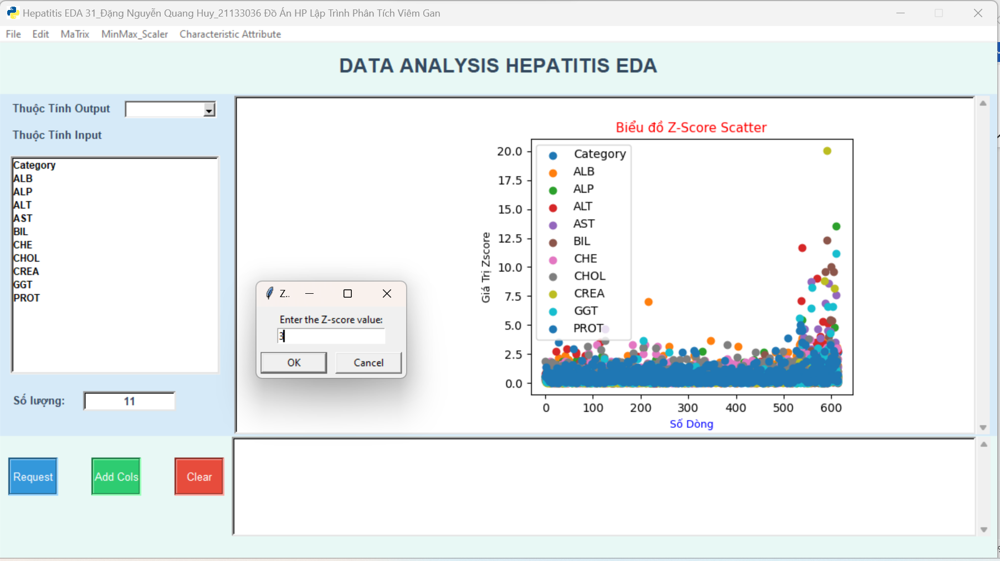 Hepatitis EDA 31_Đặng Nguyễn Quang Huy_21133036 Đồ Án HP Lập Trình Phân Tích Viêm Gan
File Edit MaTrix MinMax_Scaler Characteristic Attribute
DATA ANALYSIS HEPATITIS EDA
Thuộc Tính Output
Thuộc Tính Input
Category
ALB
ALP
ALT
AST
BIL
CHE
CHOL
CREA
GGT
PROT
Số lượng: 11
Request Add Cols Clear
Z..
Enter the Z-score value:
3
OK Cancel
Biểu đồ Z-Score Scatter
Giá Trị Zscore
20.0
17.5
15.0
12.5
10.0
7.5
5.0
2.5
0.0
Category
ALB
ALP
ALT
AST
BIL
CHE
CHOL
CREA
GGT
PROT
0 100 200 300 400 500 600
Số Dòng